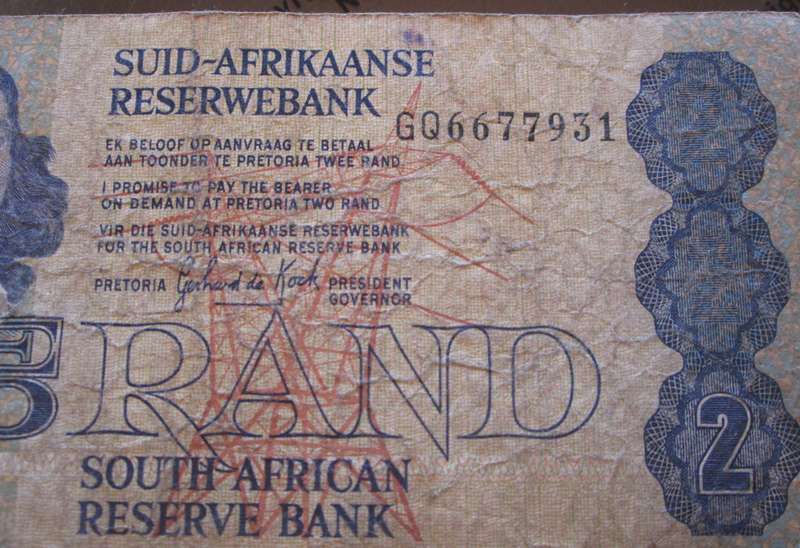 SUID-AFRIKAANSE
RESERWEBANK
GQ6677931
EK BELOOF OP AANVRAAG TE BETAAL
AAN TOONDER TE PRETORIA TWEE RAND
I PROMISE TO PAY THE BEARER
ON DEMAND AT PRETORIA TWO RAND
VIR DIE SUID-AFRIKAANSE RESERWEBANK
FOR THE SOUTH AFRICAN RESERVE BANK
PRETORIA Gerhard de Kock PRESIDENT
GOVERNOR
E RAND
2
SOUTH AFRICAN
RESERVE BANK